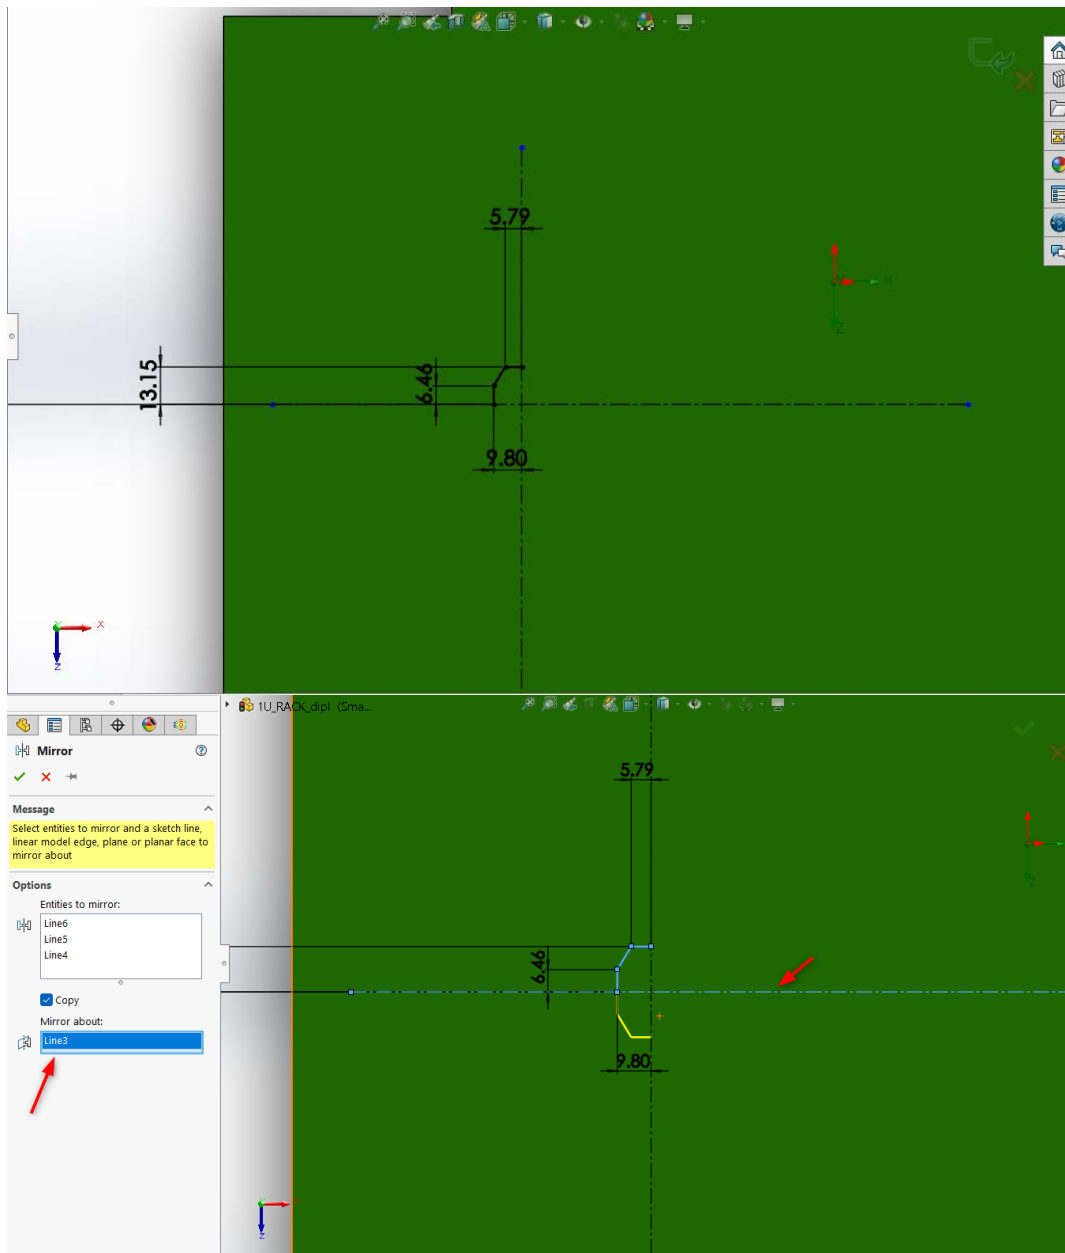 5.79
X
Z
13.15
6.46
9.80
X
Z
1U_RACK_dipl (Sma...
Mirror
Message
Select entities to mirror and a sketch line,
linear model edge, plane or planar face to
mirror about
Options
Entities to mirror:
Line6
Line5
Line4
Copy
Mirror about:
Line3
5.79
6.46
9.80
Z
Z